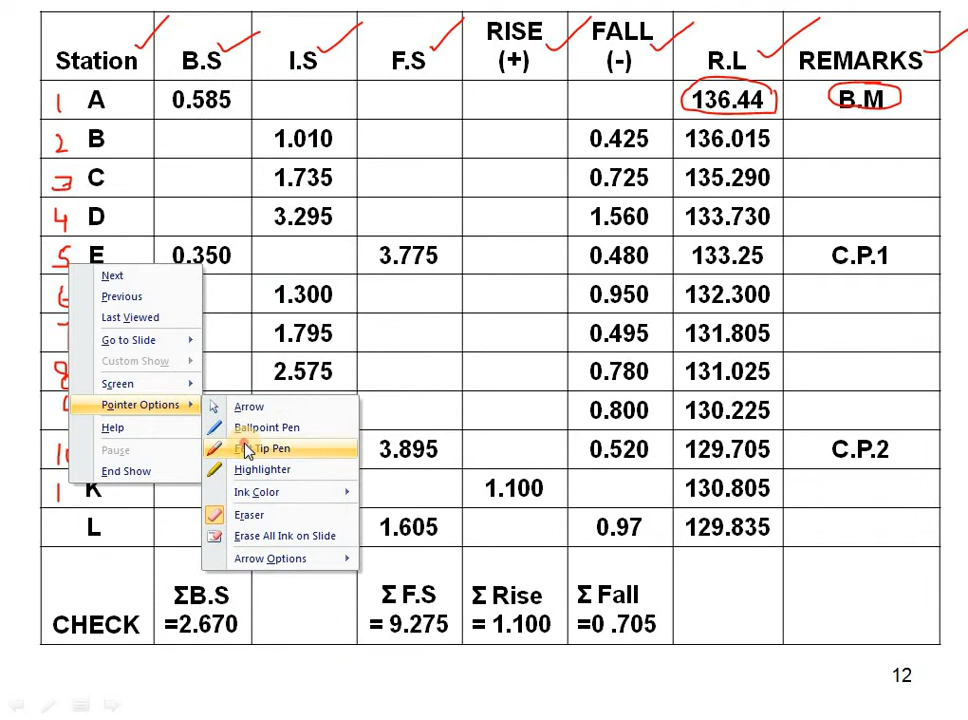 Station B.S I.S F.S RISE (+) FALL (-) R.L REMARKS
1 A 0.585 136.44 B.M
2 B 1.010 0.425 136.015
3 C 1.735 0.725 135.290
4 D 3.295 1.560 133.730
5 E 0.350 3.775 0.480 133.25 C.P.1
6 1.300 0.950 132.300
1.795 0.495 131.805
8 2.575 0.780 131.025
0.800 130.225
10 3.895 0.520 129.705 C.P.2
1 K 1.100 130.805
L 1.605 0.97 129.835
CHECK ΣB.S =2.670 Σ F.S = 9.275 Σ Rise = 1.100 Σ Fall =0 .705
Next
Previous
Last Viewed
Go to Slide
Custom Show
Screen
Pointer Options
Help
Pause
End Show
Arrow
Ballpoint Pen
Tip Pen
Highlighter
Ink Color
Eraser
Erase All Ink on Slide
Arrow Options
12